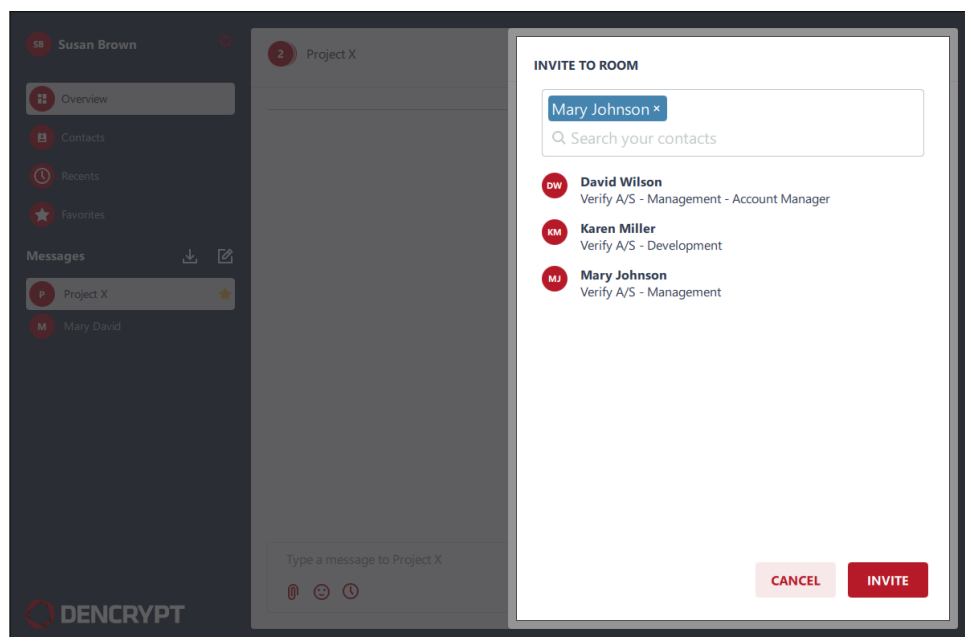 SB Susan Brown
Overview
Contacts
Recents
Favorites
Messages
P Project X
M Mary David
DENCRYPT
2 Project X
Type a message to Project X
INVITE TO ROOM
Mary Johnson ×
Search your contacts
DW David Wilson
Verify A/S - Management - Account Manager
KM Karen Miller
Verify A/S - Development
MJ Mary Johnson
Verify A/S - Management
CANCEL INVITE